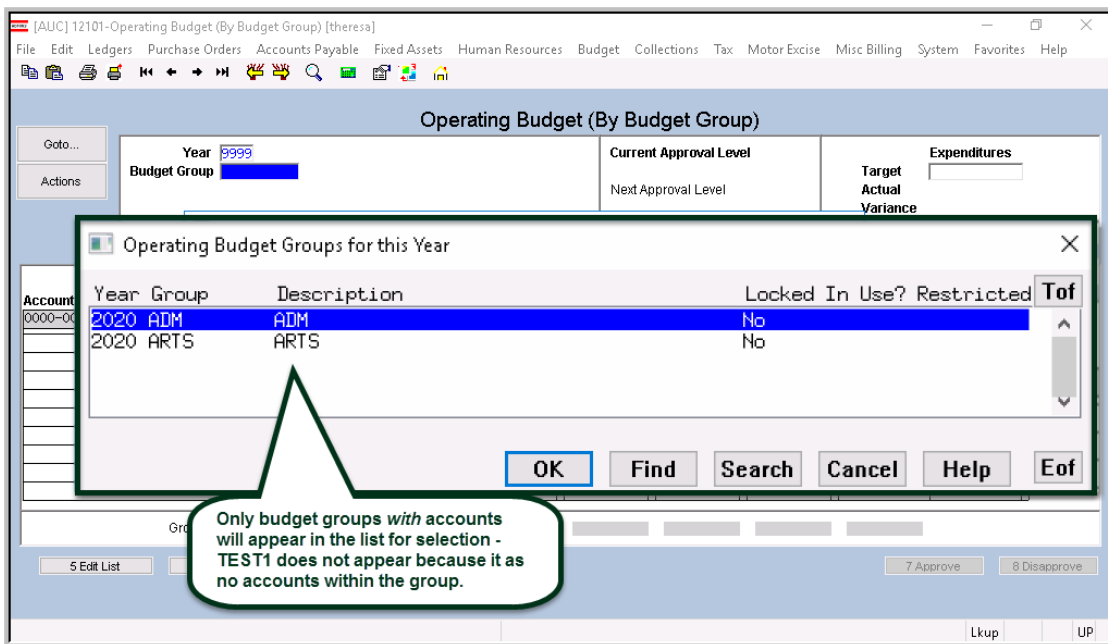 [AUC] 12101-Operating Budget (By Budget Group) [theresa]
File Edit Ledgers Purchase Orders Accounts Payable Fixed Assets Human Resources Budget Collections Tax Motor Excise Misc Billing System Favorites Help
Operating Budget (By Budget Group)
Goto...
Actions
Year 9999
Budget Group
Current Approval Level
Next Approval Level
Expenditures
Target
Actual
Variance
Operating Budget Groups for this Year
Year Group Description Locked In Use? Restricted Tof
2020 ADM ADM No
2020 ARTS ARTS No
OK Find Search Cancel Help Eof
Account
0000-00
Only budget groups with accounts
will appear in the list for selection -
TEST1 does not appear because it as
no accounts within the group.
5 Edit List 7 Approve 8 Disapprove
Lkup UP